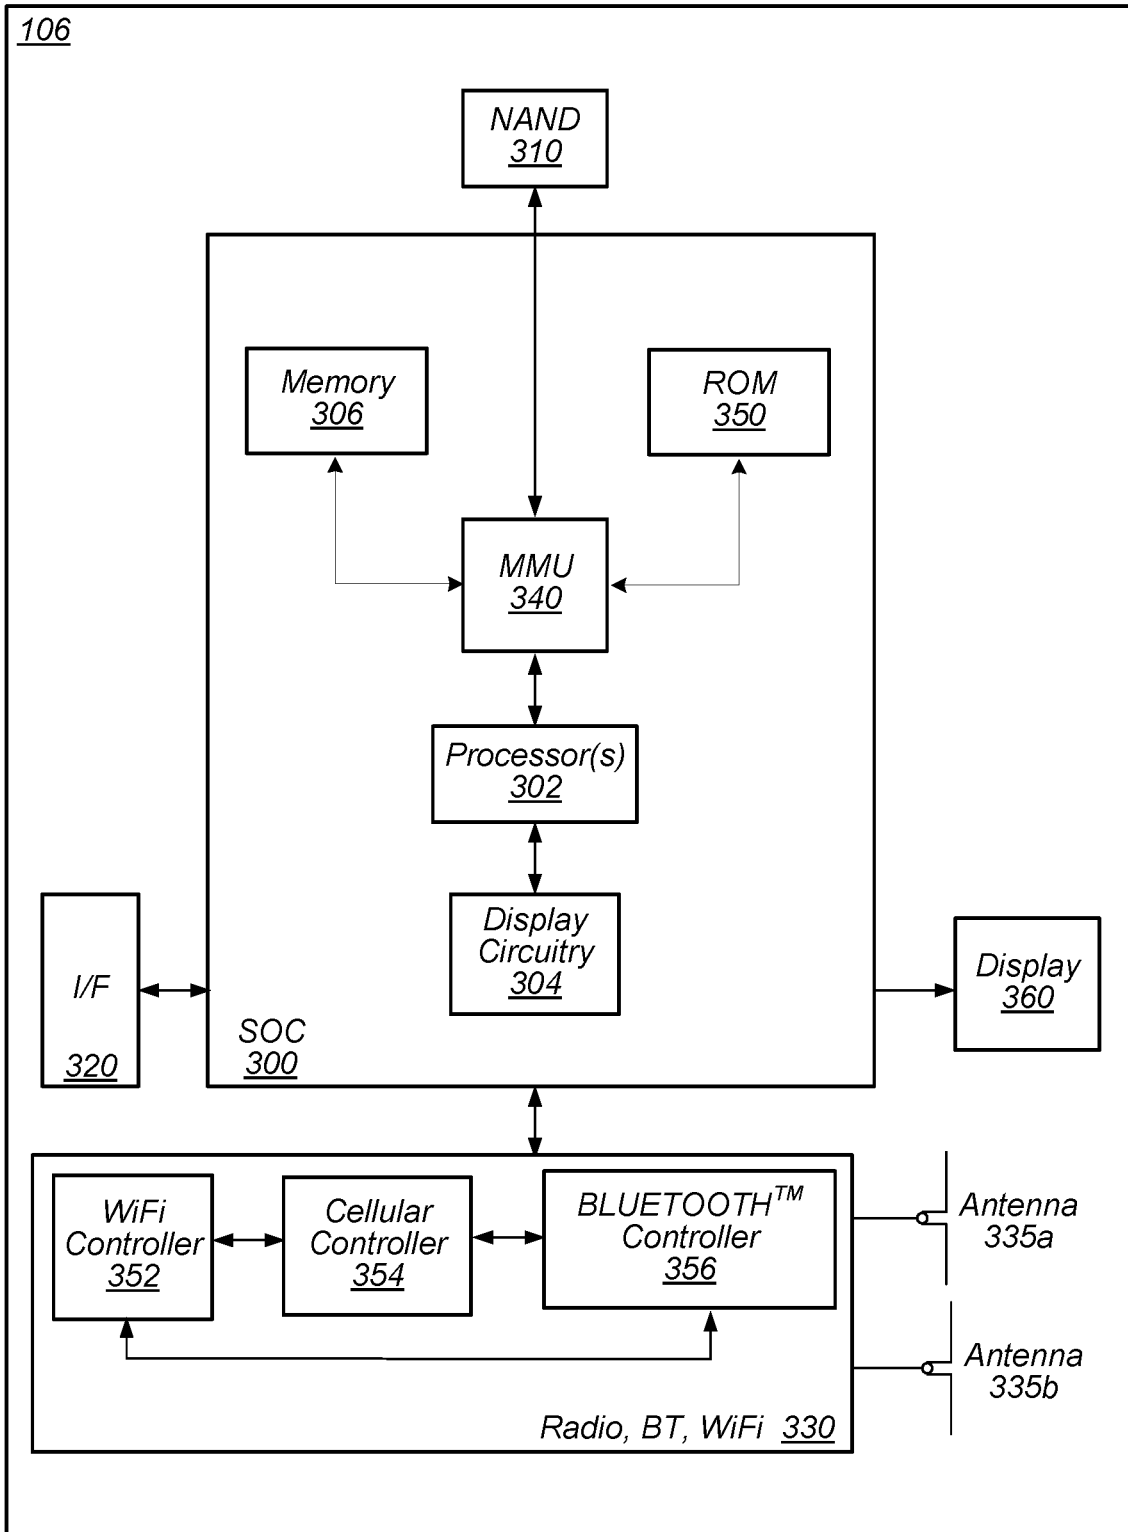 106
NAND
310
Memory
306
ROM
350
MMU
340
Processor(s)
302
Display
Circuitry
304
I/F
320
SOC
300
Display
360
WiFi
Controller
352
Cellular
Controller
354
BLUETOOTH™
Controller
356
Antenna
335a
Antenna
335b
Radio, BT, WiFi 330